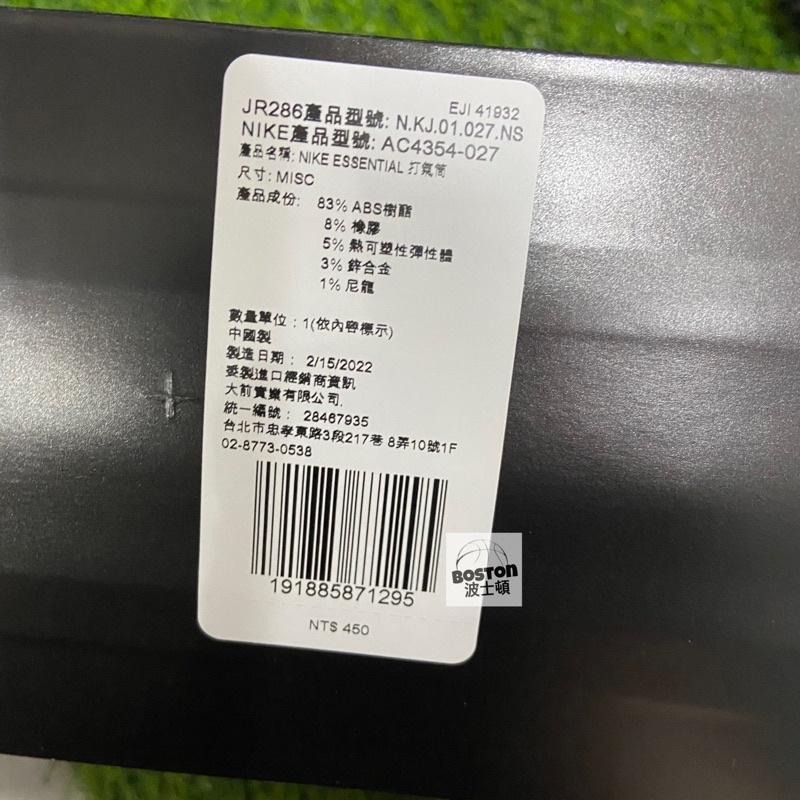 EJI 41932
JR286產品型號: N.KJ.01.027.NS
NIKE產品型號: AC4354-027
產品名稱: NIKE ESSENTIAL 打氣筒
尺寸: MISC
產品成份: 83% ABS樹酯
8% 橡膠
5% 熱可塑性彈性體
3% 鋅合金
1% 尼龍
數量單位：1(依內容標示)
中國製
製造日期： 2/15/2022
委製進口經銷商資訊
大前實業有限公司.
統一編號： 28467935
台北市忠孝東路3段217巷 8弄10號1F
02-8773-0538
191885871295
NT$ 450
BOSTON
波士頓